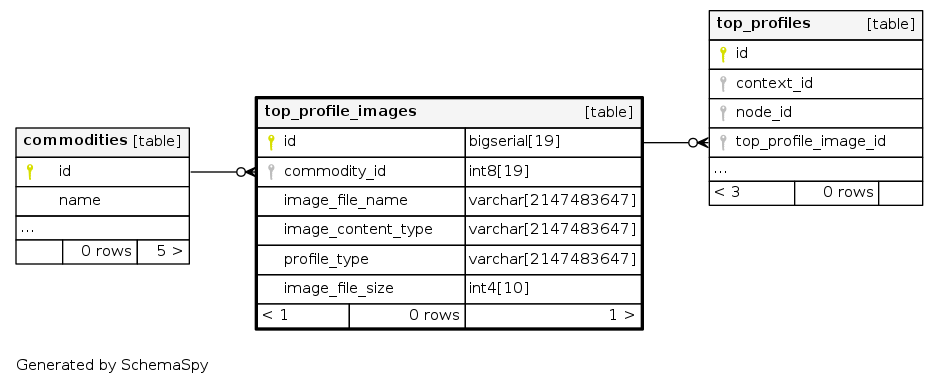 top_profiles [table]
id
context_id
node_id
top_profile_image_id
...
< 3 0 rows
top_profile_images [table]
id bigserial[19]
commodity_id int8[19]
image_file_name varchar[2147483647]
image_content_type varchar[2147483647]
profile_type varchar[2147483647]
image_file_size int4[10]
< 1 0 rows 1 >
commodities [table]
id
name
...
0 rows 5 >
Generated by SchemaSpy